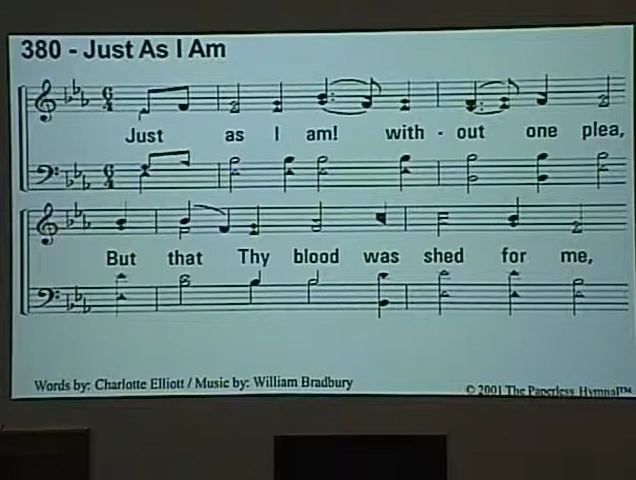 380 - Just As I Am
Just as I am! with - out one plea,
But that Thy blood was shed for me,
Words by: Charlotte Elliott / Music by: William Bradbury
© 2001 The Paperless Hymnal™